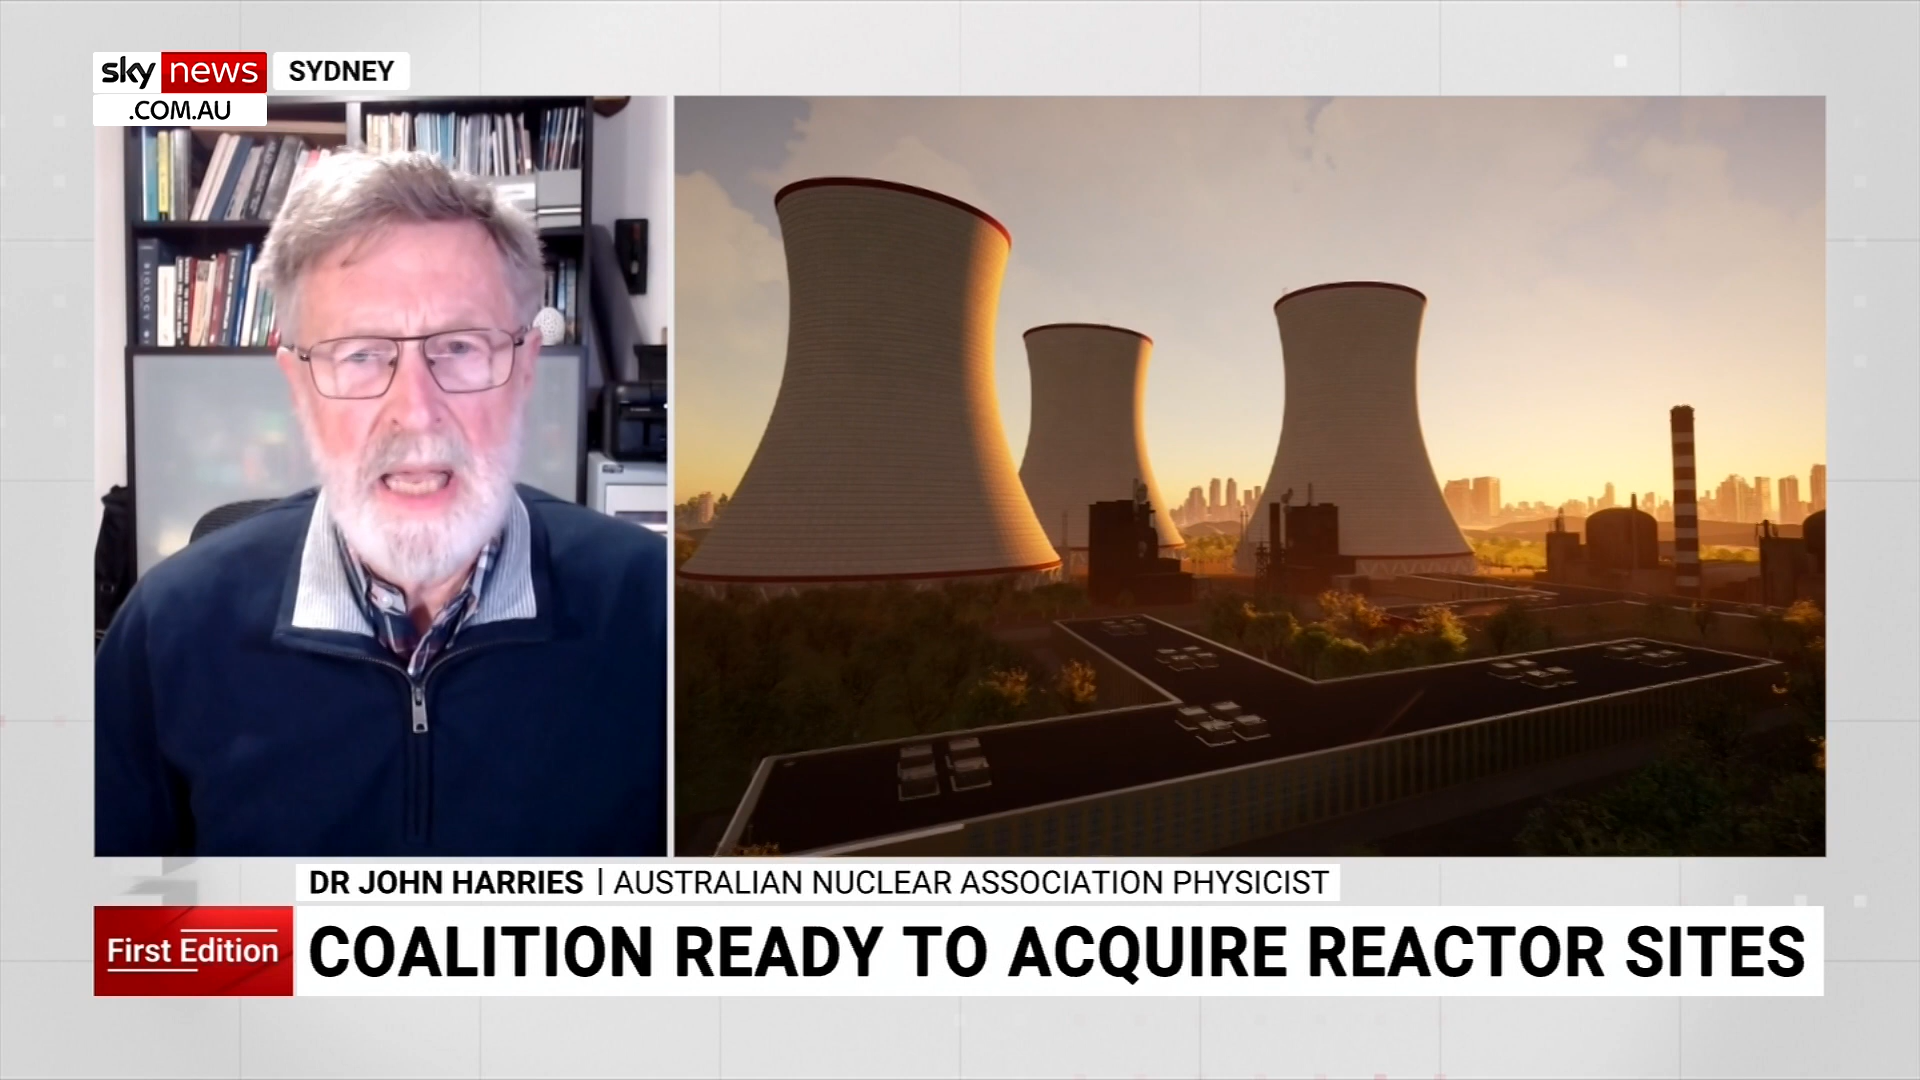 sky news
SYDNEY
.COM.AU
BIOLOGY
DR JOHN HARRIES | AUSTRALIAN NUCLEAR ASSOCIATION PHYSICIST
First Edition
COALITION READY TO ACQUIRE REACTOR SITES